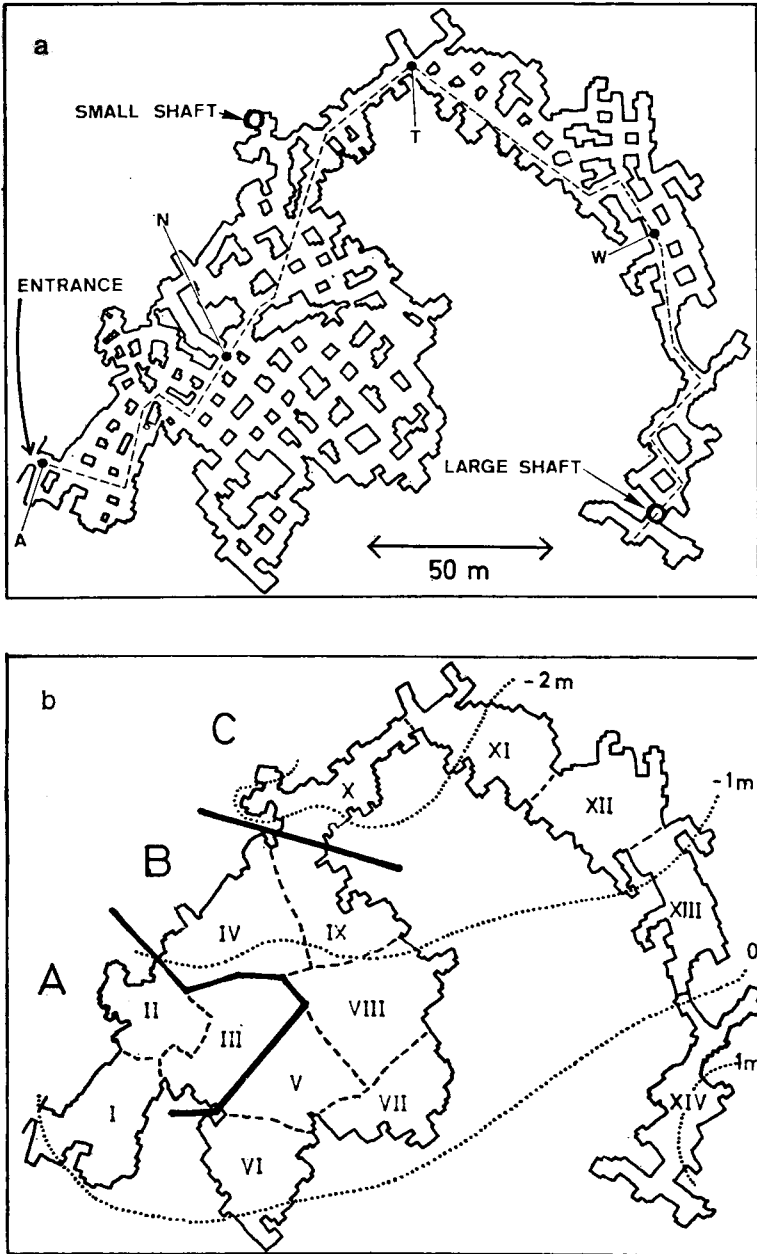 a
SMALL SHAFT
T
N
W
ENTRANCE
LARGE SHAFT
A
50 m
b
-2m
C
XI
X
XII
-1m
B
IV
IX
XIII
A
0
II
VIII
III
1m
V
XIV
I
VII
VI